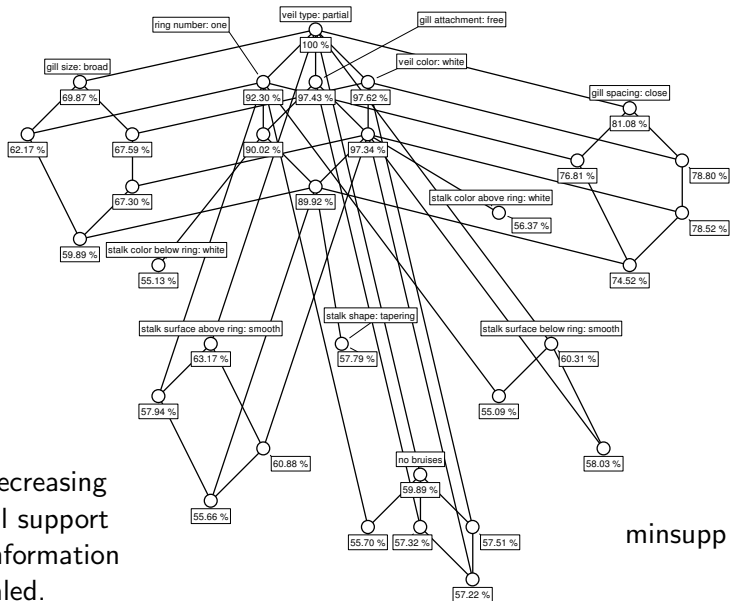 veil type: partial
ring number: one
gill attachment: free
100 %
veil color: white
gill size: broad
69.87 %
92.30 %
97.43 %
97.62 %
gill spacing: close
81.08 %
62.17 %
67.59 %
90.02 %
97.34 %
76.81 %
78.80 %
67.30 %
89.92 %
stalk color above ring: white
56.37 %
78.52 %
59.89 %
stalk color below ring: white
55.13 %
74.52 %
stalk surface above ring: smooth
63.17 %
stalk shape: tapering
57.79 %
stalk surface below ring: smooth
60.31 %
57.94 %
55.09 %
60.88 %
58.03 %
no bruises
59.89 %
55.66 %
55.70 %
57.32 %
57.51 %
57.22 %
ecreasing
l support
nformation
led.
minsupp